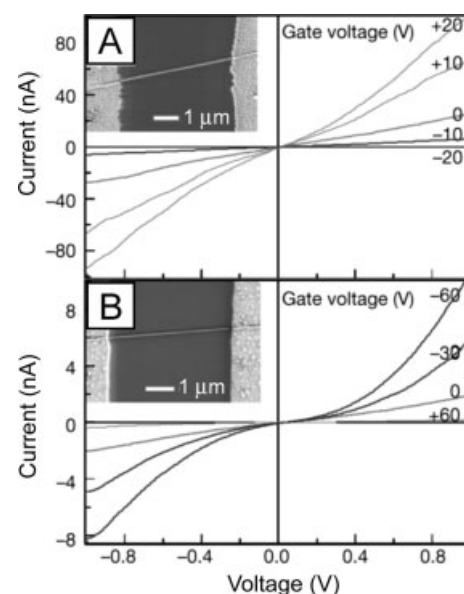 A
Gate voltage (V)
+20
+10
0
−10
−20
80
60
40
0
−40
−80
Current (nA)
1 μm
B
Gate voltage (V)
−60
−30
0
+60
8
4
0
−4
−8
Current (nA)
1 μm
−0.8
−0.4
0.0
0.4
0.8
Voltage (V)